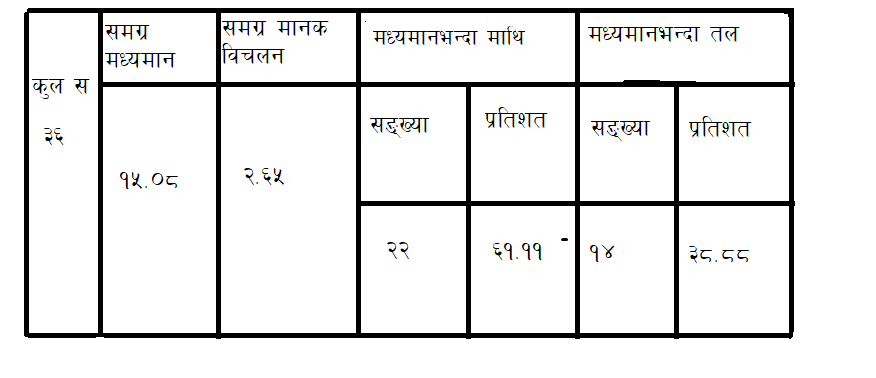 कुल स
३६
समग्र
मध्यमान
समग्र मानक
विचलन
मध्यमानभन्दा माथि
मध्यमानभन्दा तल
सङ्ख्या
प्रतिशत
सङ्ख्या
प्रतिशत
१५.०८
२.६५
२२
६१.११
१४
३८.८८